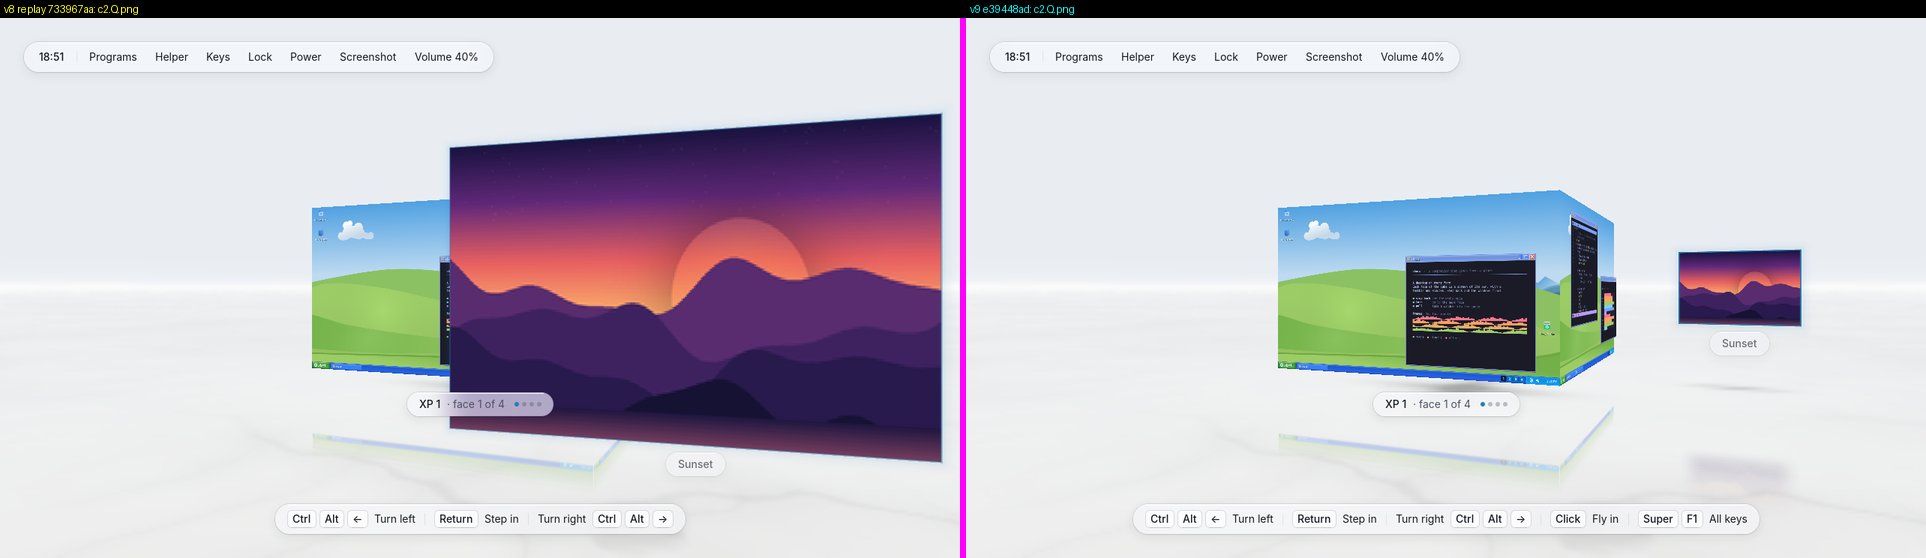 v8 replay 733967aa: c2.Q.png
v9 e39448ad: c2.Q.png
18:51 Programs Helper Keys Lock Power Screenshot Volume 40%
18:51 Programs Helper Keys Lock Power Screenshot Volume 40%
Sunset
XP 1 · face 1 of 4
XP 1 · face 1 of 4
Sunset
Ctrl Alt ← Turn left Return Step in Turn right Ctrl Alt →
Ctrl Alt ← Turn left Return Step in Turn right Ctrl Alt → Click Fly in Super F1 All keys